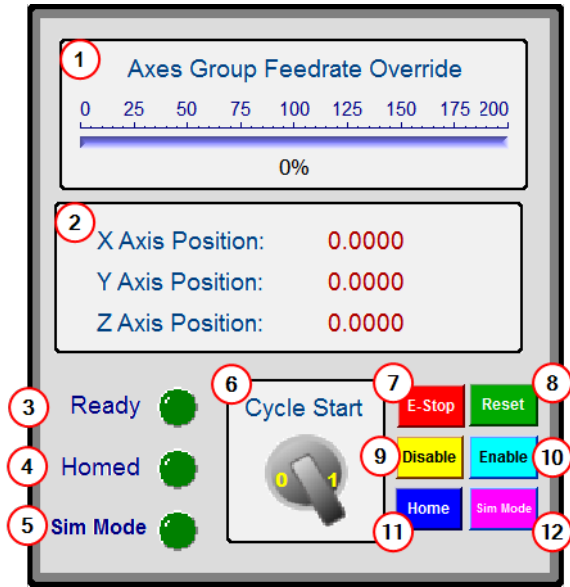 1
Axes Group Feedrate Override
0 25 50 75 100 125 150 175 200
0%
2
X Axis Position: 0.0000
Y Axis Position: 0.0000
Z Axis Position: 0.0000
3 Ready
4 Homed
5 Sim Mode
6
Cycle Start
0 1
7 E-Stop
Reset 8
9 Disable
Enable 10
Home 11
Sim Mode 12